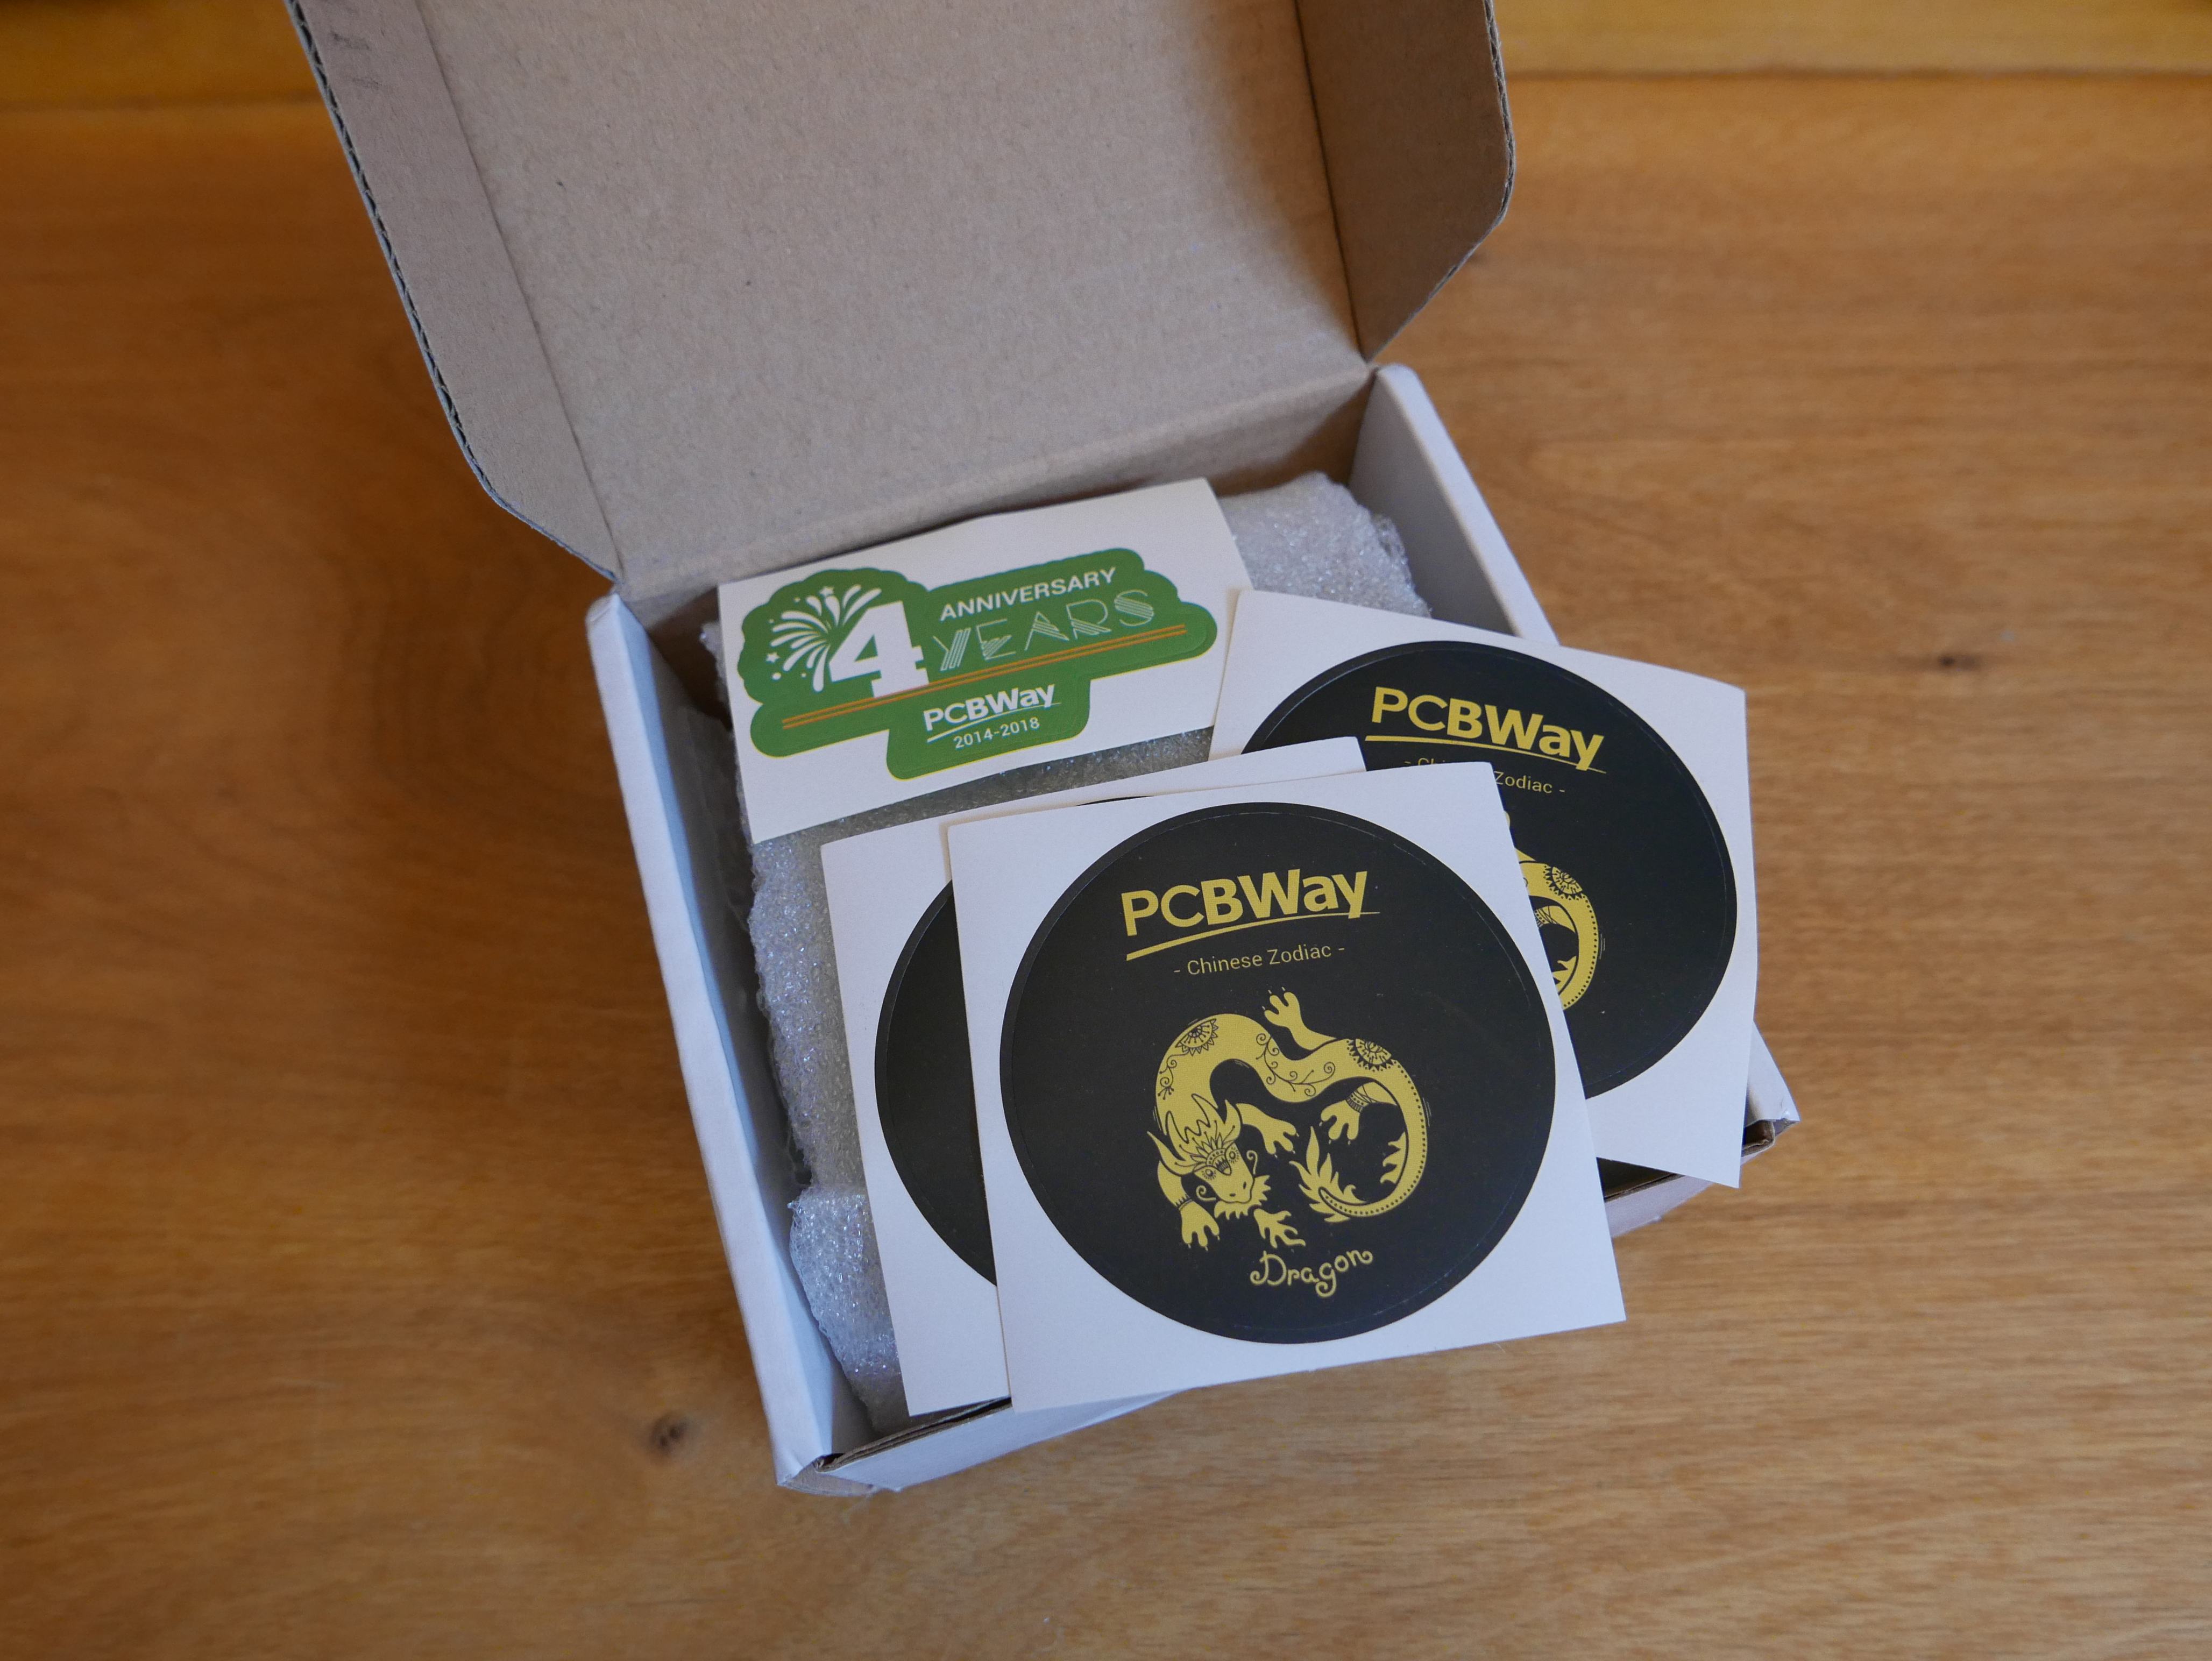 4
ANNIVERSARY
YEARS
PCBWay
2014-2018
PCBWay
Zodiac -
PCBWay
- Chinese Zodiac -
Dragon